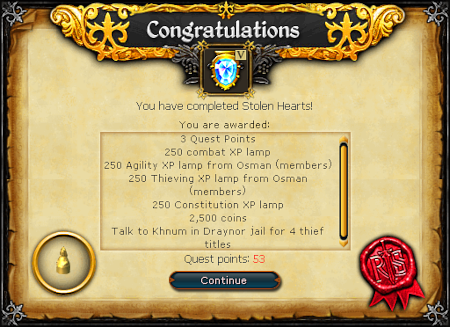 Congratulations
V
You have completed Stolen Hearts!
You are awarded:
3 Quest Points
250 combat XP lamp
250 Agility XP lamp from Osman (members)
250 Thieving XP lamp from Osman
(members)
250 Constitution XP lamp
2,500 coins
Talk to Khnum in Draynor jail for 4 thief
titles
Quest points: 53
Continue
RS